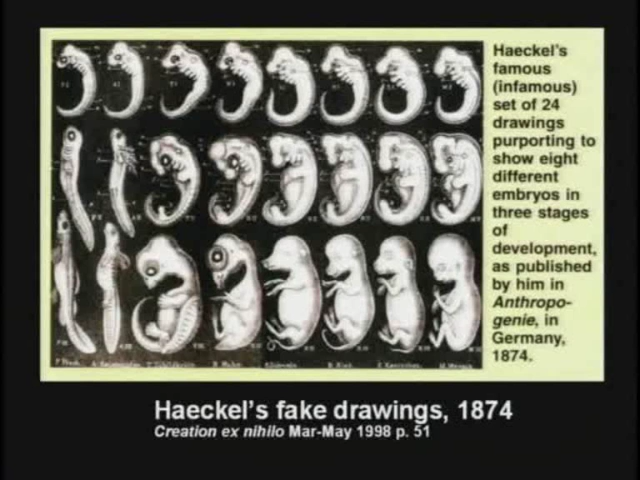 Haeckel's
famous
(infamous)
set of 24
drawings
purporting to
show eight
different
embryos in
three stages
of
development,
as published
by him in
Anthropo-
genie, in
Germany,
1874.
Haeckel's fake drawings, 1874
Creation ex nihilo Mar-May 1998 p. 51